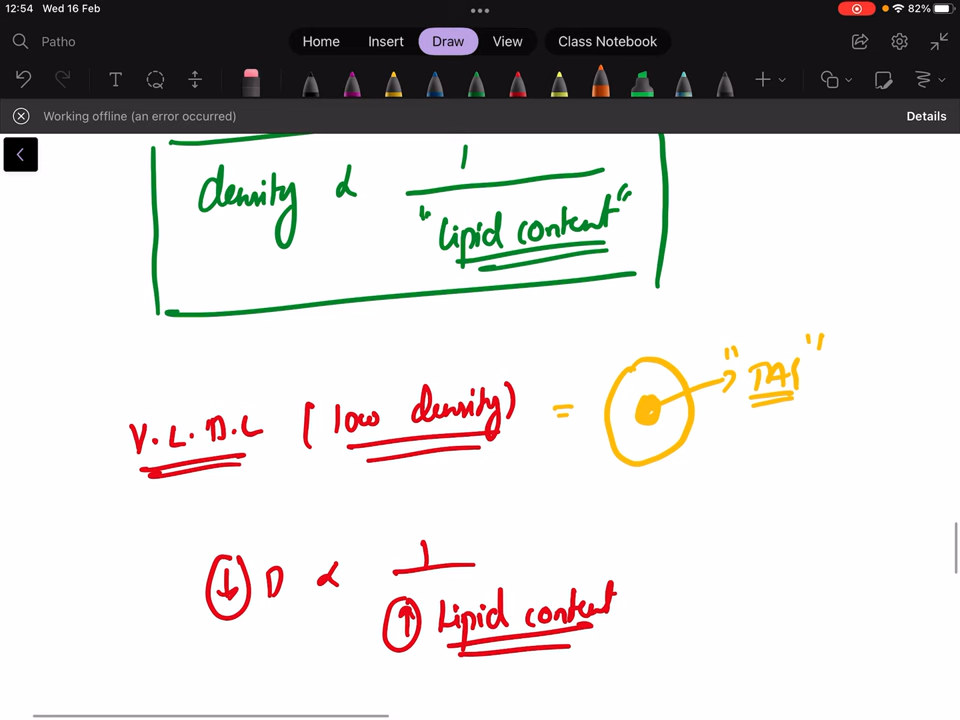 12:54 Wed 16 Feb 82%
Patho Home Insert Draw View Class Notebook
Working offline (an error occurred) Details
density ∝ 1
"Lipid content"
V.L.D.L (low density) = "TAG"
↓ D ∝ 1
↑ Lipid content